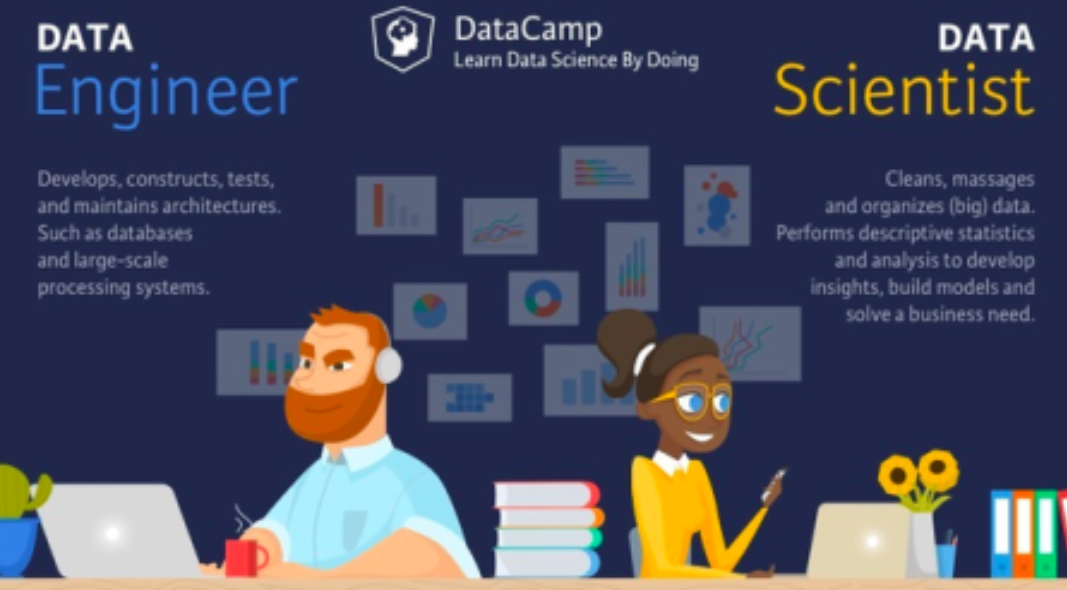 DATA
Engineer
DataCamp
Learn Data Science By Doing
DATA
Scientist
Develops, constructs, tests,
and maintains architectures.
Such as databases
and large-scale
processing systems.
Cleans, massages
and organizes (big) data.
Performs descriptive statistics
and analysis to develop
insights, build models and
solve a business need.